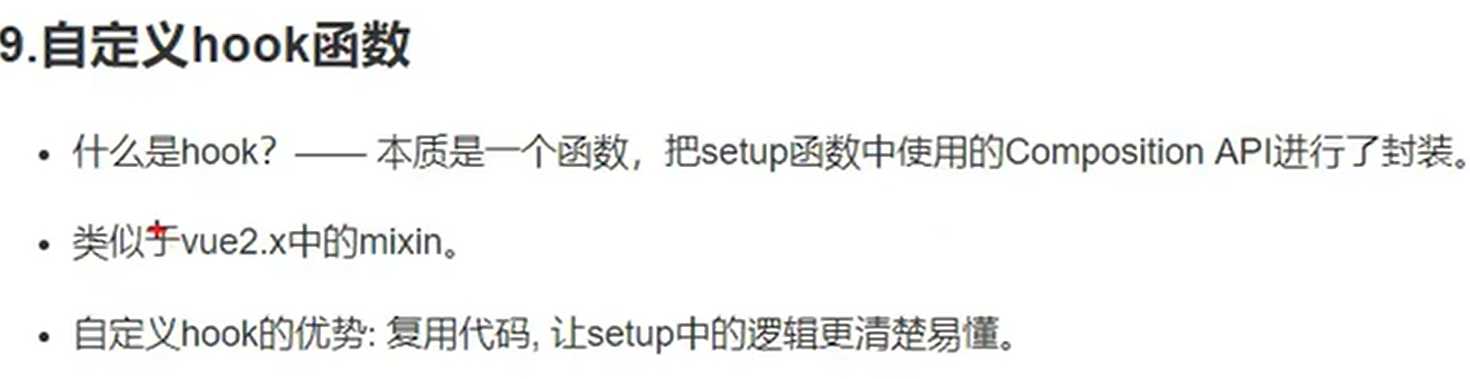 9.自定义hook函数
什么是hook？—— 本质是一个函数，把setup函数中使用的Composition API进行了封装。
类似于vue2.x中的mixin。
自定义hook的优势: 复用代码, 让setup中的逻辑更清楚易懂。